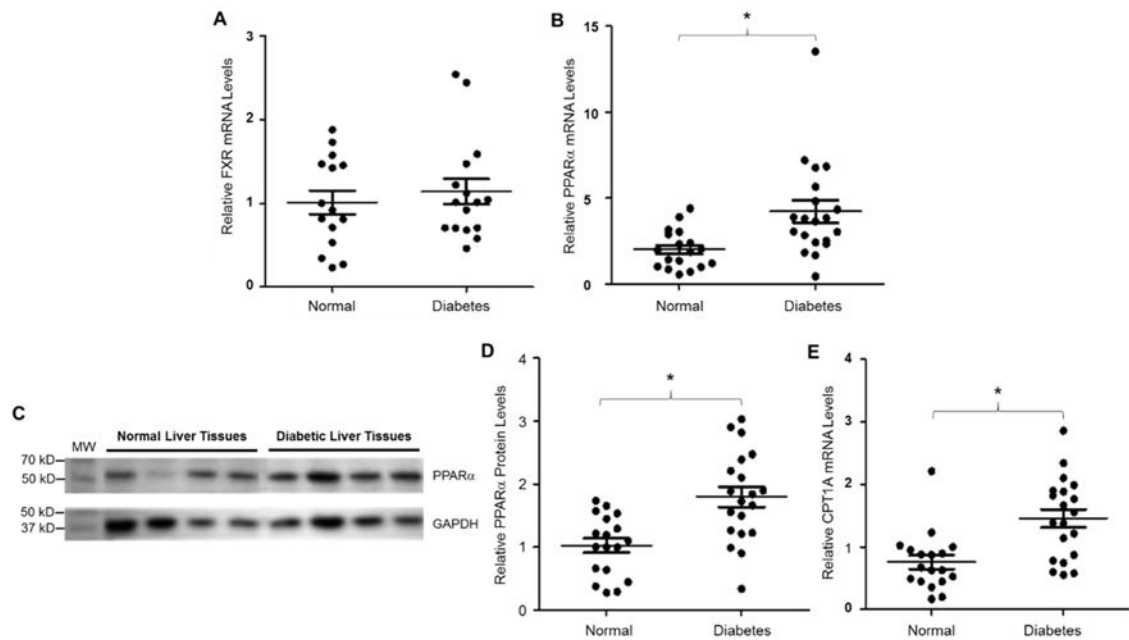 A
Relative FXR mRNA Levels
3
2
1
0
Normal Diabetes
B
*
Relative PPARα mRNA Levels
15
10
5
0
Normal Diabetes
C
MW Normal Liver Tissues Diabetic Liver Tissues
70 kD
50 kD
PPARα
50 kD
37 kD
GAPDH
D
*
Relative PPARα Protein Levels
4
3
2
1
0
Normal Diabetes
E
*
Relative CPT1A mRNA Levels
4
3
2
1
0
Normal Diabetes